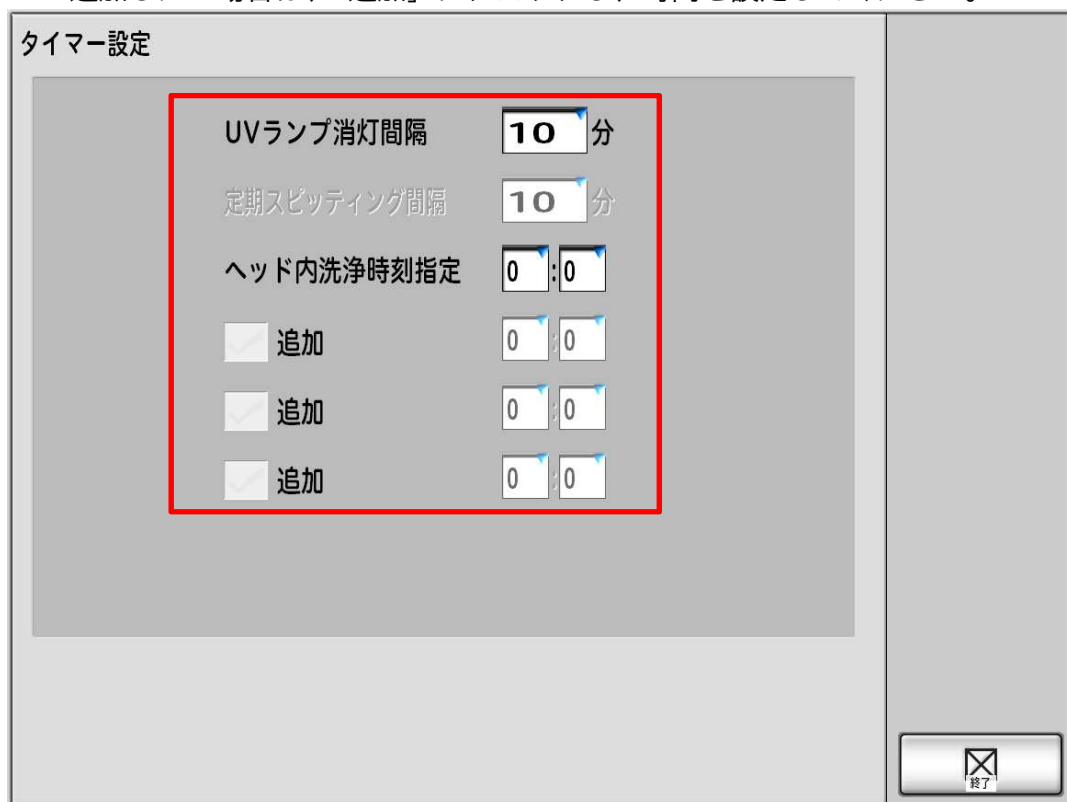 タイマー設定
UVランプ消灯間隔 10 分
定期スピッティング間隔 10 分
ヘッド内洗浄時刻指定 0 : 0
追加 0 : 0
追加 0 : 0
追加 0 : 0
終了